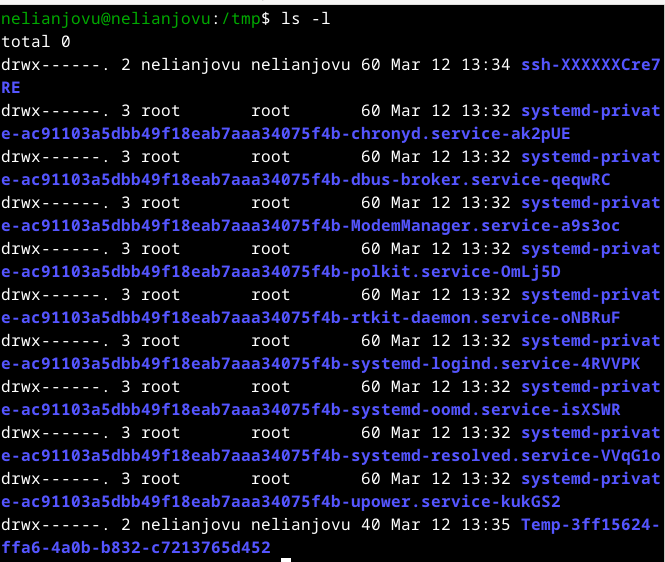 nelianjovu@nelianjovu:/tmp$ ls -l
total 0
drwx------. 2 nelianjovu nelianjovu 60 Mar 12 13:34 ssh-XXXXXXCre7
RE
drwx------. 3 root       root       60 Mar 12 13:32 systemd-privat
e-ac91103a5dbb49f18eab7aaa34075f4b-chronyd.service-ak2pUE
drwx------. 3 root       root       60 Mar 12 13:32 systemd-privat
e-ac91103a5dbb49f18eab7aaa34075f4b-dbus-broker.service-qeqwRC
drwx------. 3 root       root       60 Mar 12 13:32 systemd-privat
e-ac91103a5dbb49f18eab7aaa34075f4b-ModemManager.service-a9s3oc
drwx------. 3 root       root       60 Mar 12 13:32 systemd-privat
e-ac91103a5dbb49f18eab7aaa34075f4b-polkit.service-OmLj5D
drwx------. 3 root       root       60 Mar 12 13:32 systemd-privat
e-ac91103a5dbb49f18eab7aaa34075f4b-rtkit-daemon.service-oNBRuF
drwx------. 3 root       root       60 Mar 12 13:32 systemd-privat
e-ac91103a5dbb49f18eab7aaa34075f4b-systemd-logind.service-4RVVPK
drwx------. 3 root       root       60 Mar 12 13:32 systemd-privat
e-ac91103a5dbb49f18eab7aaa34075f4b-systemd-oomd.service-isXSWR
drwx------. 3 root       root       60 Mar 12 13:32 systemd-privat
e-ac91103a5dbb49f18eab7aaa34075f4b-systemd-resolved.service-VVqG1o
drwx------. 3 root       root       60 Mar 12 13:32 systemd-privat
e-ac91103a5dbb49f18eab7aaa34075f4b-upower.service-kukGS2
drwx------. 2 nelianjovu nelianjovu 40 Mar 12 13:35 Temp-3ff15624-
ffa6-4a0b-b832-c7213765d452